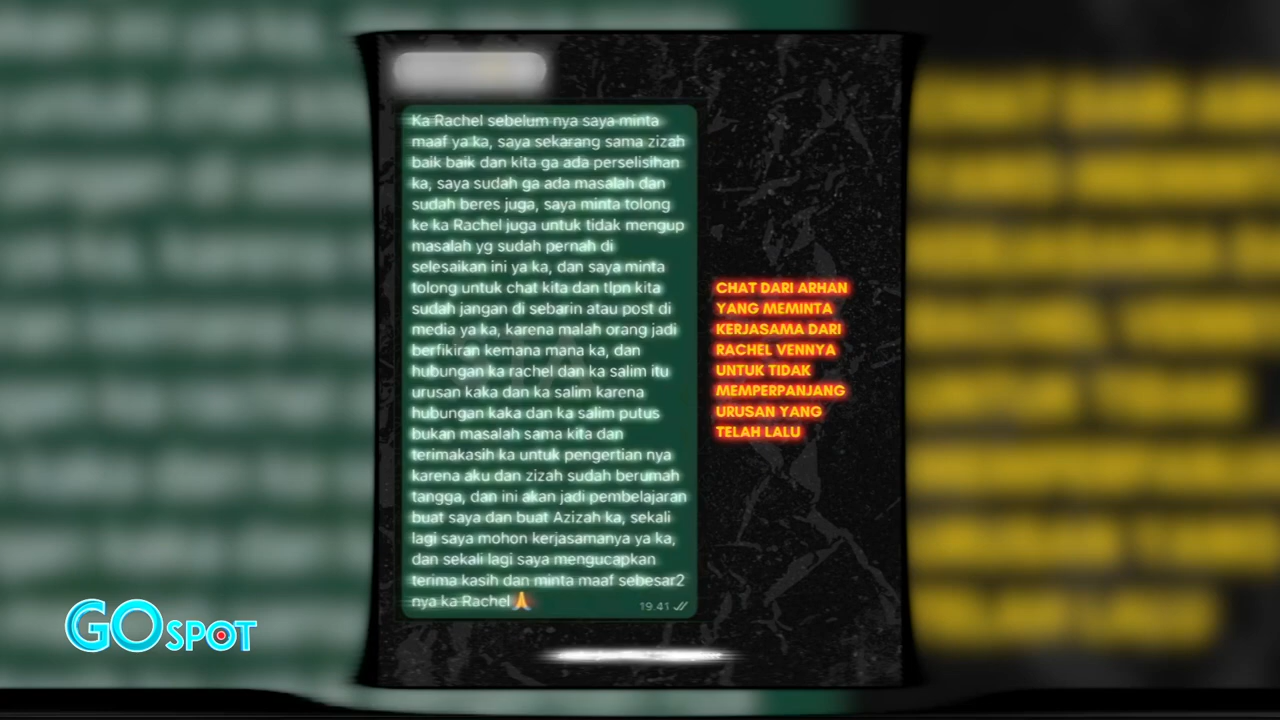 Ka Rachel sebelum nya saya minta
maaf ya ka, saya sekarang sama zizah
baik baik dan kita ga ada perselisihan
ka, saya sudah ga ada masalah dan
sudah beres juga, saya minta tolong
ke ka Rachel juga untuk tidak mengup
masalah yg sudah pernah di
selesaikan ini ya ka, dan saya minta
tolong untuk chat kita dan tlpn kita
sudah jangan di sebarin atau post di
media ya ka, karena malah orang jadi
berfikiran kemana mana ka, dan
hubungan ka rachel dan ka salim itu
urusan kaka dan ka salim karena
hubungan kaka dan ka salim putus
bukan masalah sama kita dan
terimakasih ka untuk pengertian nya
karena aku dan zizah sudah berumah
tangga, dan ini akan jadi pembelajaran
buat saya dan buat Azizah ka, sekali
lagi saya mohon kerjasamanya ya ka,
dan sekali lagi saya mengucapkan
terima kasih dan minta maaf sebesar2
nya ka Rachel 🙏
19.41
CHAT DARI ARHAN
YANG MEMINTA
KERJASAMA DARI
RACHEL VENNYA
UNTUK TIDAK
MEMPERPANJANG
URUSAN YANG
TELAH LALU
GO SPOT